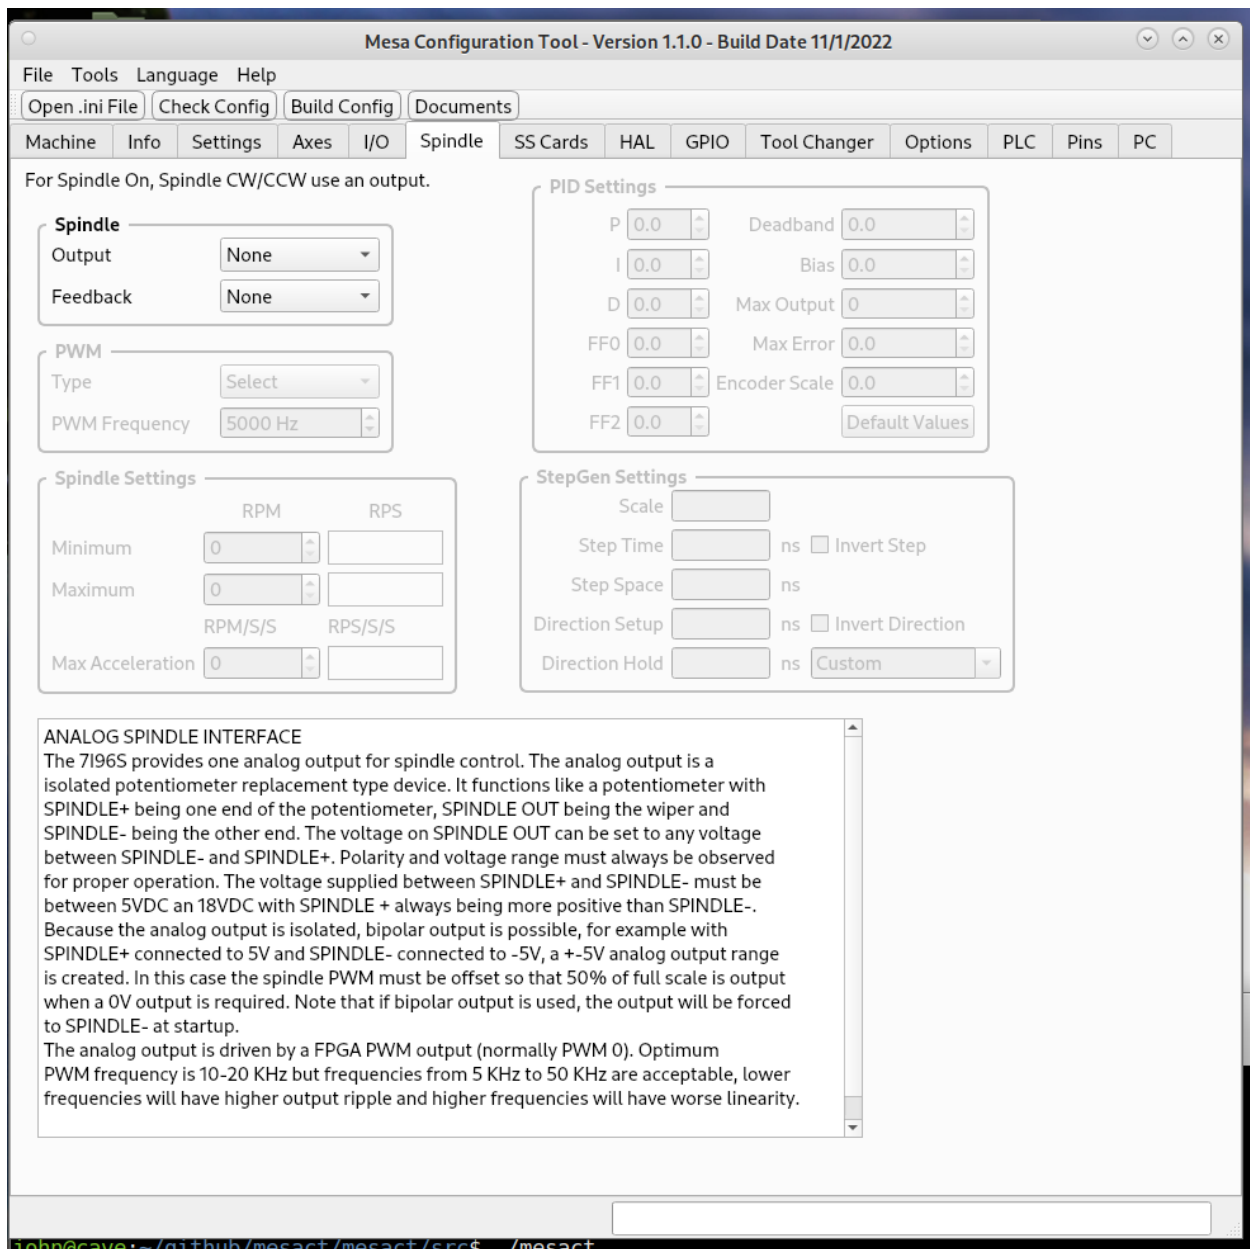 Mesa Configuration Tool - Version 1.1.0 - Build Date 11/1/2022
File Tools Language Help
Open .ini File Check Config Build Config Documents
Machine Info Settings Axes I/O Spindle SS Cards HAL GPIO Tool Changer Options PLC Pins PC
For Spindle On, Spindle CW/CCW use an output.
Spindle
Output None
Feedback None
PWM
Type Select
PWM Frequency 5000 Hz
Spindle Settings
RPM RPS
Minimum 0
Maximum 0
RPM/S/S RPS/S/S
Max Acceleration 0
PID Settings
P 0.0 Deadband 0.0
I 0.0 Bias 0.0
D 0.0 Max Output 0
FF0 0.0 Max Error 0.0
FF1 0.0 Encoder Scale 0.0
FF2 0.0 Default Values
StepGen Settings
Scale
Step Time ns Invert Step
Step Space ns
Direction Setup ns Invert Direction
Direction Hold ns Custom
ANALOG SPINDLE INTERFACE
The 7I96S provides one analog output for spindle control. The analog output is a
isolated potentiometer replacement type device. It functions like a potentiometer with
SPINDLE+ being one end of the potentiometer, SPINDLE OUT being the wiper and
SPINDLE- being the other end. The voltage on SPINDLE OUT can be set to any voltage
between SPINDLE- and SPINDLE+. Polarity and voltage range must always be observed
for proper operation. The voltage supplied between SPINDLE+ and SPINDLE- must be
between 5VDC an 18VDC with SPINDLE + always being more positive than SPINDLE-.
Because the analog output is isolated, bipolar output is possible, for example with
SPINDLE+ connected to 5V and SPINDLE- connected to -5V, a +-5V analog output range
is created. In this case the spindle PWM must be offset so that 50% of full scale is output
when a 0V output is required. Note that if bipolar output is used, the output will be forced
to SPINDLE- at startup.
The analog output is driven by a FPGA PWM output (normally PWM 0). Optimum
PWM frequency is 10-20 KHz but frequencies from 5 KHz to 50 KHz are acceptable, lower
frequencies will have higher output ripple and higher frequencies will have worse linearity.
john@cave:~/github/mesact/mesact/src$ ./mesact